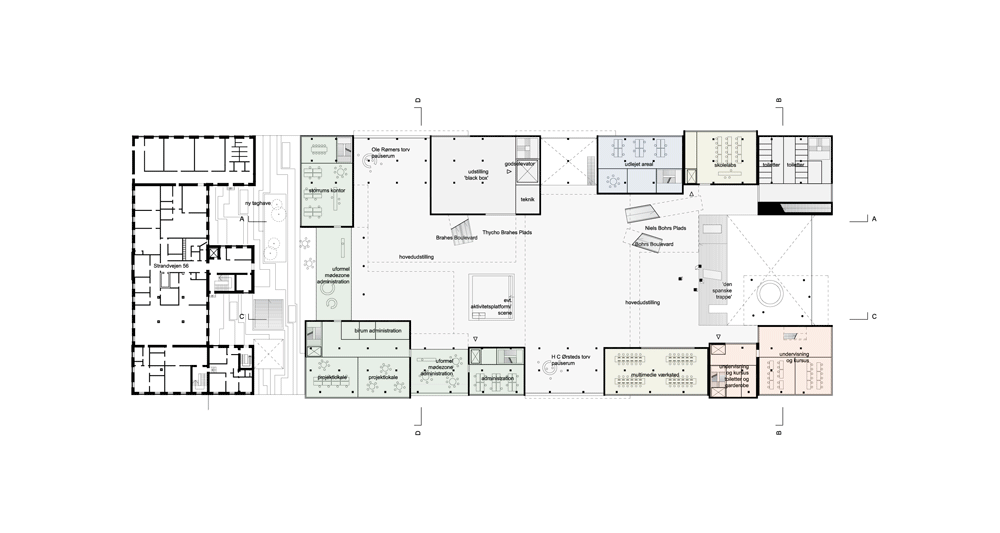 D
B
Ole Rømers torv
pauserum
udstilling
'black box'
godselevator
teknik
udlejet areal
skolelabs
toiletter
toiletter
storrums kontor
ny taghave
A
A
Niels Bohrs Plads
Bohrs Boulevard
Brahes Boulevard
Thycho Brahes Plads
hovedudstilling
Strandvejen 56
uformel
mødezone
administration
'den
spanske
trappe'
evt.
aktivitetsplatform/
scene
hovedudstilling
C
C
birum administration
H C Ørsteds torv
pauserum
undervisning
og kursus
uformel
mødezone
administration
projektlokale
projektlokale
administration
multimedie værksted
undervisning
og kursus
toiletter og
garderobe
D
B